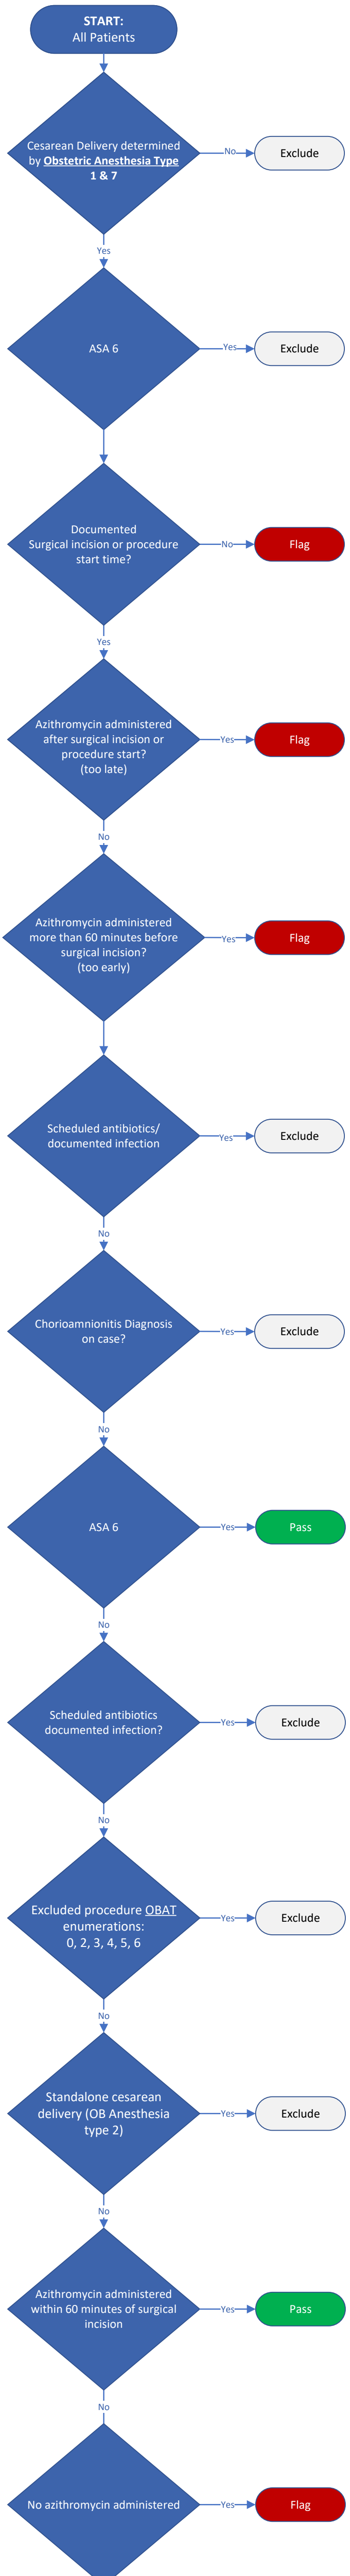 START:
All Patients
Cesarean Delivery determined
by Obstetric Anesthesia Type
1 & 7
No
Exclude
Yes
ASA 6
Yes
Exclude
Documented
Surgical incision or procedure
start time?
No
Flag
Yes
Azithromycin administered
after surgical incision or
procedure start?
(too late)
Yes
Flag
No
Azithromycin administered
more than 60 minutes before
surgical incision?
(too early)
Yes
Flag
Scheduled antibiotics/
documented infection
Yes
Exclude
No
Chorioamnionitis Diagnosis
on case?
Yes
Exclude
No
ASA 6
Yes
Pass
No
Scheduled antibiotics
documented infection?
Yes
Exclude
No
Excluded procedure OBAT
enumerations:
0, 2, 3, 4, 5, 6
Yes
Exclude
No
Standalone cesarean
delivery (OB Anesthesia
type 2)
Yes
Exclude
No
Azithromycin administered
within 60 minutes of surgical
incision
Yes
Pass
No
No azithromycin administered
Yes
Flag